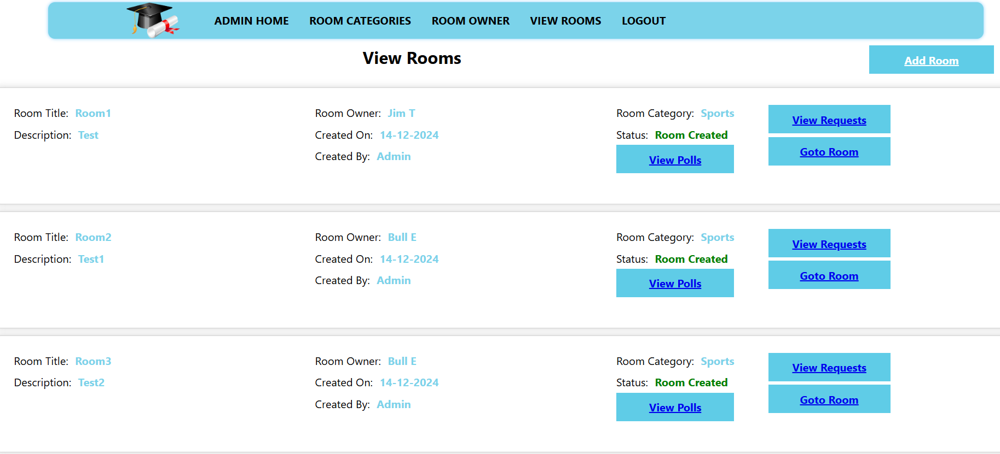 ADMIN HOME ROOM CATEGORIES ROOM OWNER VIEW ROOMS LOGOUT
View Rooms
Add Room
Room Title: Room1
Description: Test
Room Owner: Jim T
Created On: 14-12-2024
Created By: Admin
Room Category: Sports
Status: Room Created
View Polls
View Requests
Goto Room
Room Title: Room2
Description: Test1
Room Owner: Bull E
Created On: 14-12-2024
Created By: Admin
Room Category: Sports
Status: Room Created
View Polls
View Requests
Goto Room
Room Title: Room3
Description: Test2
Room Owner: Bull E
Created On: 14-12-2024
Created By: Admin
Room Category: Sports
Status: Room Created
View Polls
View Requests
Goto Room